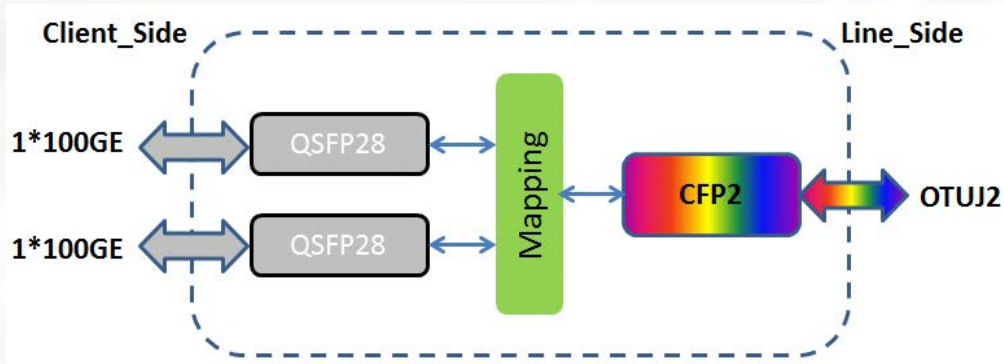 Client_Side
Line_Side
1*100GE
QSFP28
Mapping
CFP2
OTUJ2
1*100GE
QSFP28